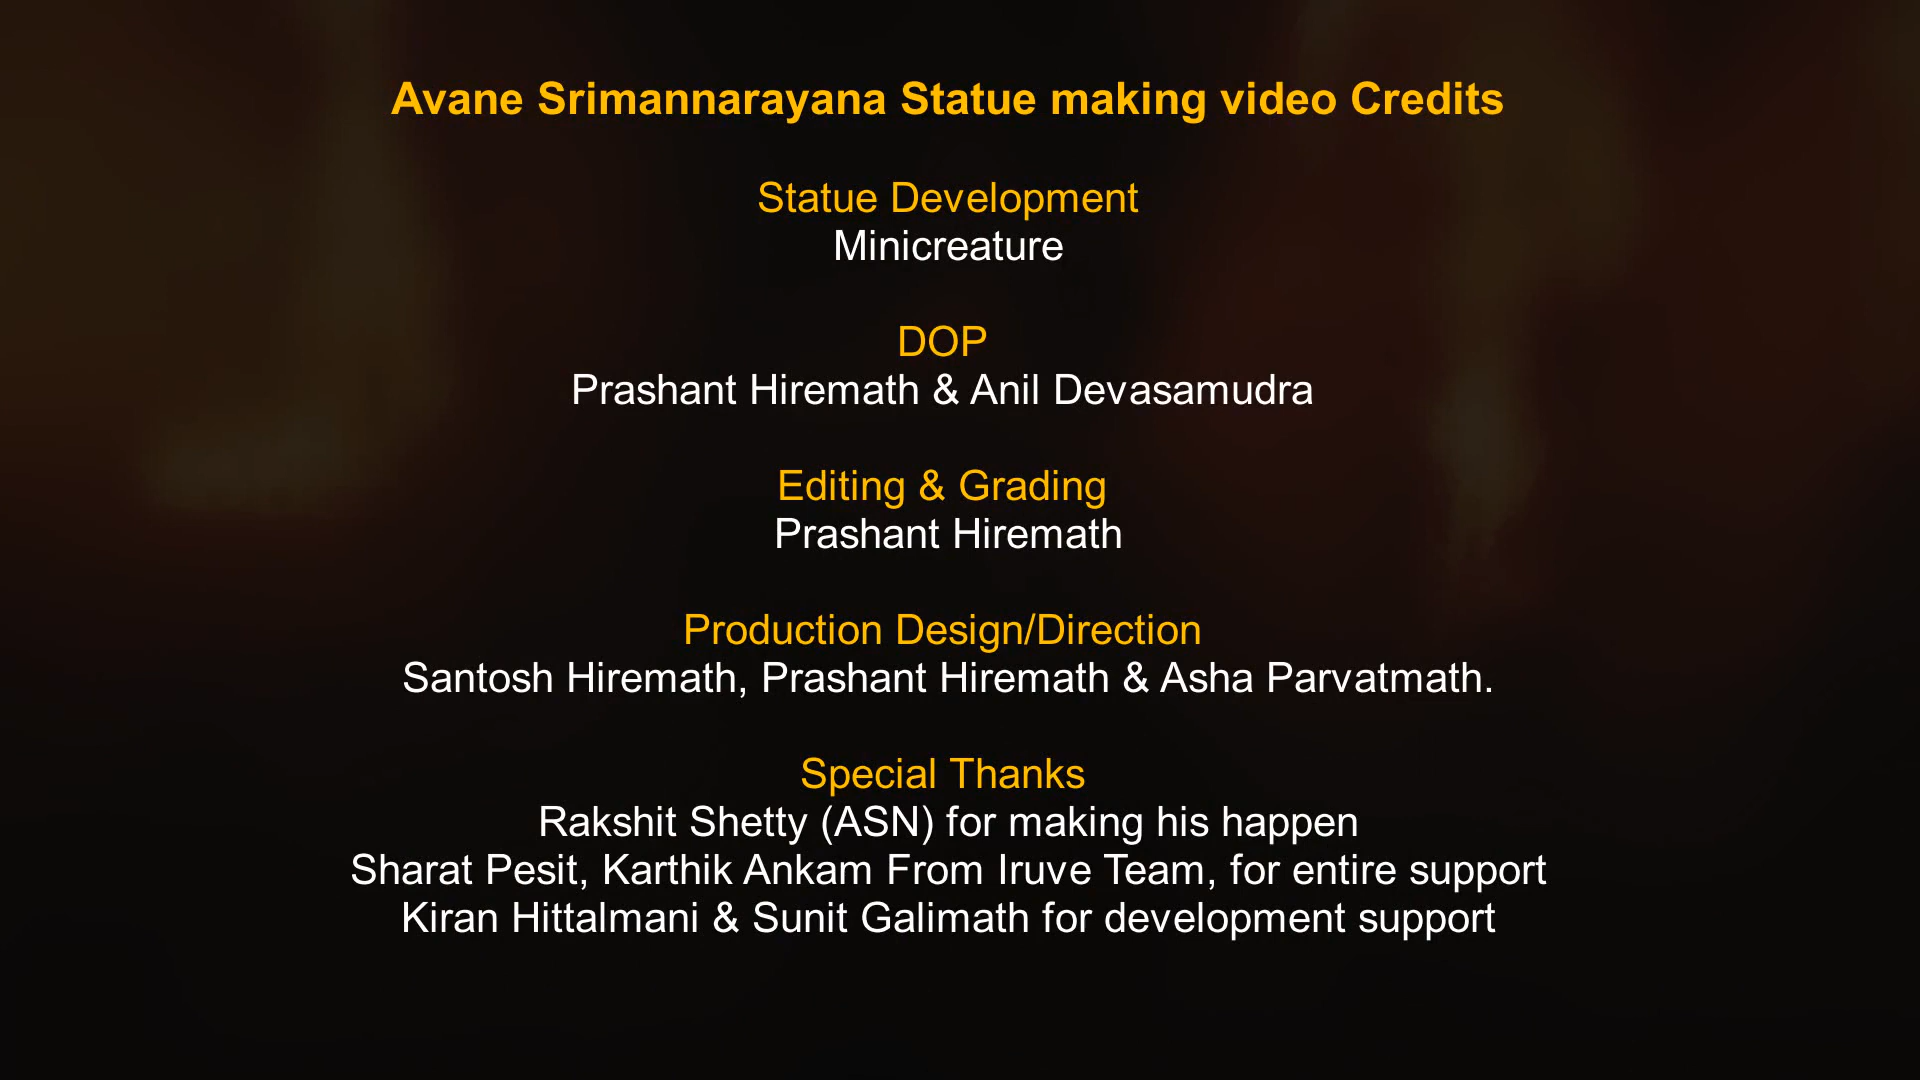 Avane Srimannarayana Statue making video Credits
Statue Development
Minicreature
DOP
Prashant Hiremath & Anil Devasamudra
Editing & Grading
Prashant Hiremath
Production Design/Direction
Santosh Hiremath, Prashant Hiremath & Asha Parvatmath.
Special Thanks
Rakshit Shetty (ASN) for making his happen
Sharat Pesit, Karthik Ankam From Iruve Team, for entire support
Kiran Hittalmani & Sunit Galimath for development support